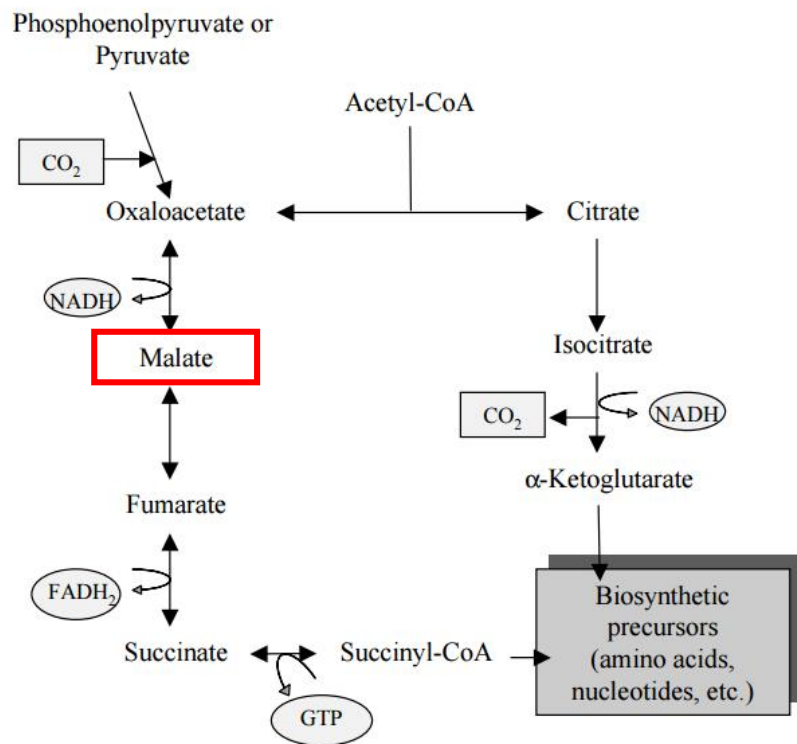 Phosphoenolpyruvate or
Pyruvate
Acetyl-CoA
CO₂
Oxaloacetate
Citrate
NADH
Malate
Isocitrate
CO₂
NADH
α-Ketoglutarate
Fumarate
FADH₂
Biosynthetic
precursors
(amino acids,
nucleotides, etc.)
Succinate
Succinyl-CoA
GTP